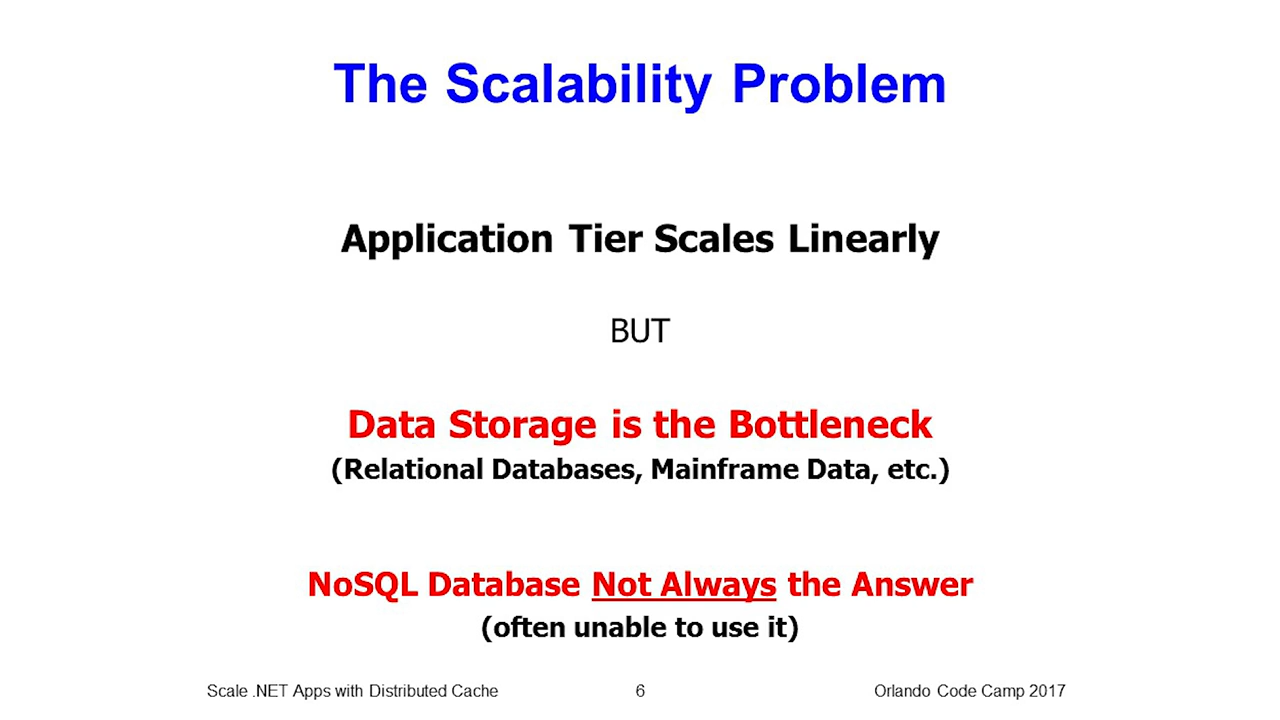 The Scalability Problem
Application Tier Scales Linearly
BUT
Data Storage is the Bottleneck
(Relational Databases, Mainframe Data, etc.)
NoSQL Database Not Always the Answer
(often unable to use it)
Scale .NET Apps with Distributed Cache 6 Orlando Code Camp 2017